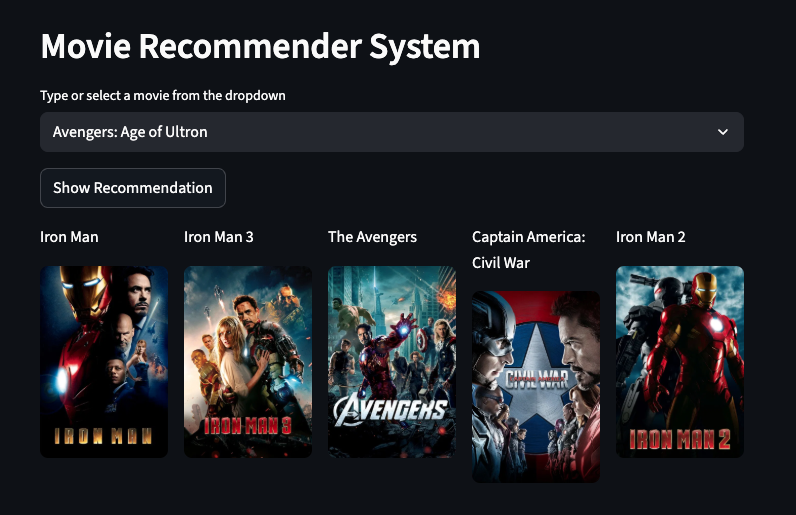 Movie Recommender System
Type or select a movie from the dropdown
Avengers: Age of Ultron
Show Recommendation
Iron Man
Iron Man 3
The Avengers
Captain America:
Civil War
Iron Man 2
IRON MAN
IRON MAN 3
AVENGERS
CIVIL WAR
IRON MAN 2